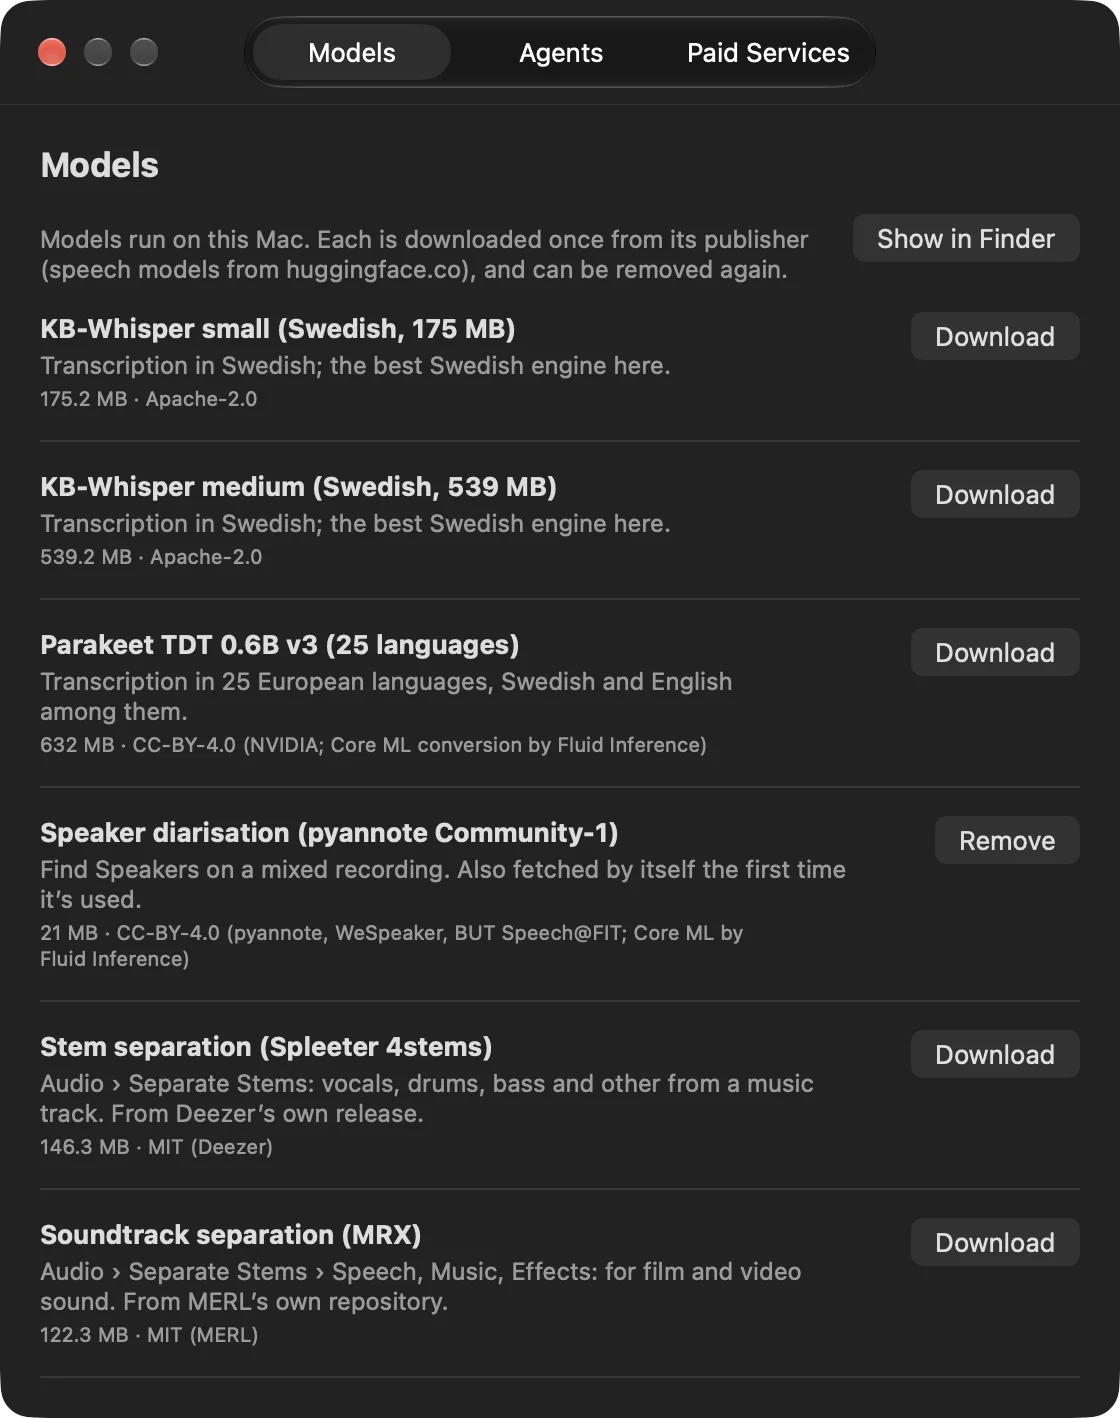 Models
Agents
Paid Services
Models
Models run on this Mac. Each is downloaded once from its publisher
(speech models from huggingface.co), and can be removed again.
Show in Finder
KB-Whisper small (Swedish, 175 MB)
Download
Transcription in Swedish; the best Swedish engine here.
175.2 MB · Apache-2.0
KB-Whisper medium (Swedish, 539 MB)
Download
Transcription in Swedish; the best Swedish engine here.
539.2 MB · Apache-2.0
Parakeet TDT 0.6B v3 (25 languages)
Download
Transcription in 25 European languages, Swedish and English
among them.
632 MB · CC-BY-4.0 (NVIDIA; Core ML conversion by Fluid Inference)
Speaker diarisation (pyannote Community-1)
Remove
Find Speakers on a mixed recording. Also fetched by itself the first time
it’s used.
21 MB · CC-BY-4.0 (pyannote, WeSpeaker, BUT Speech@FIT; Core ML by
Fluid Inference)
Stem separation (Spleeter 4stems)
Download
Audio › Separate Stems: vocals, drums, bass and other from a music
track. From Deezer’s own release.
146.3 MB · MIT (Deezer)
Soundtrack separation (MRX)
Download
Audio › Separate Stems › Speech, Music, Effects: for film and video
sound. From MERL’s own repository.
122.3 MB · MIT (MERL)